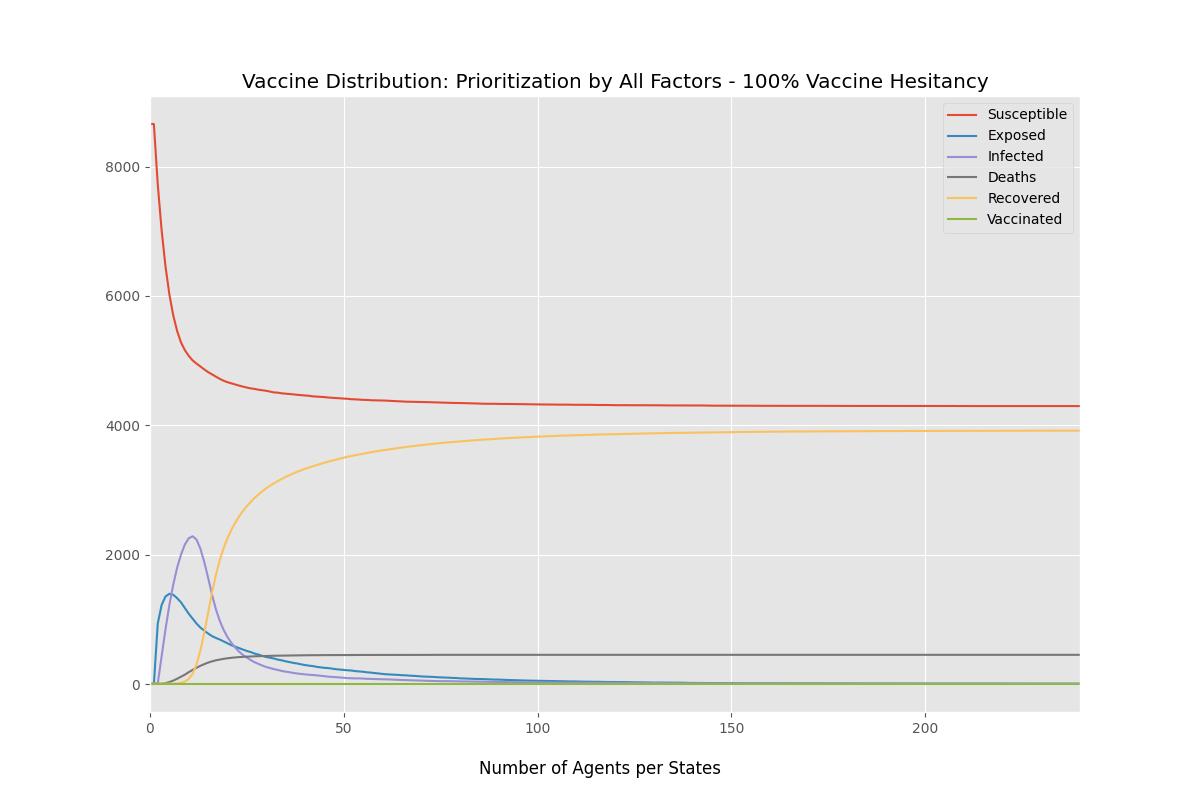 Vaccine Distribution: Prioritization by All Factors - 100% Vaccine Hesitancy
Susceptible
Exposed
Infected
Deaths
Recovered
Vaccinated
8000
6000
4000
2000
0
0 50 100 150 200
Number of Agents per States